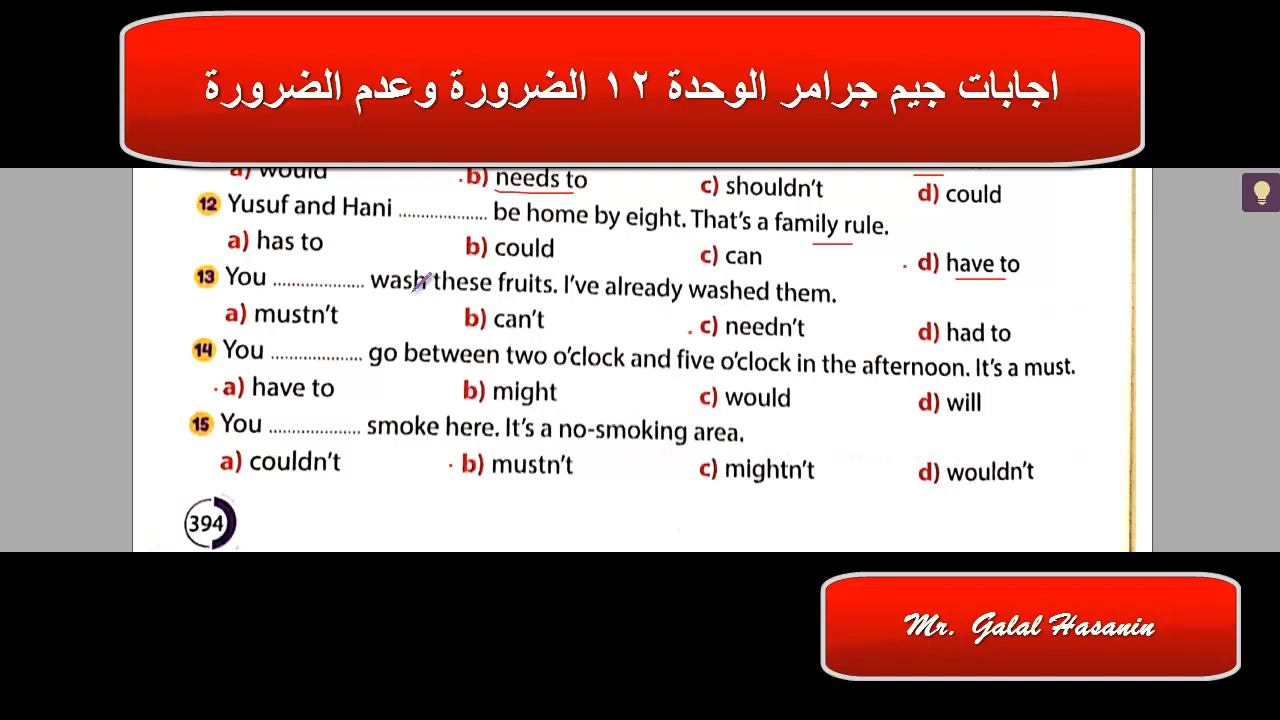 اجابات جيم جرامر الوحدة ١٢ الضرورة وعدم الضرورة
a) would b) needs to c) shouldn't d) could
12 Yusuf and Hani .................... be home by eight. That's a family rule.
a) has to b) could c) can d) have to
13 You .................... wash these fruits. I've already washed them.
a) mustn't b) can't c) needn't d) had to
14 You .................... go between two o'clock and five o'clock in the afternoon. It's a must.
a) have to b) might c) would d) will
15 You .................... smoke here. It's a no-smoking area.
a) couldn't b) mustn't c) mightn't d) wouldn't
394
Mr. Galal Hasanin